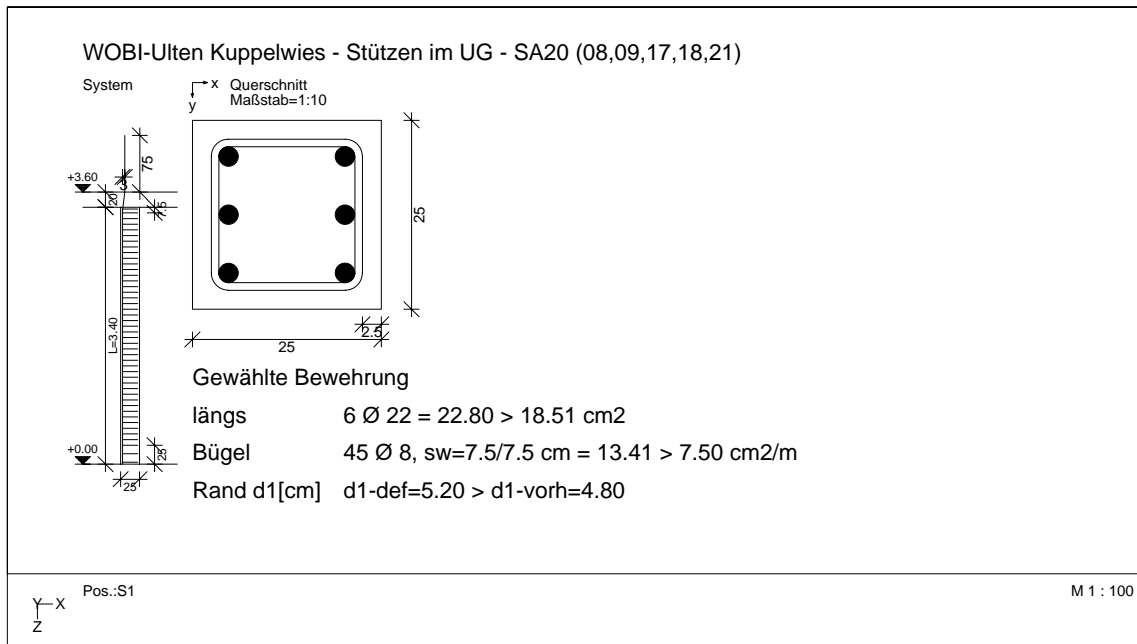 WOBI-Ulten Kuppelwies - Stützen im UG - SA20 (08,09,17,18,21)
System
x Querschnitt
y Maßstab=1:10
75
+3.60
3
20
7.5
25
L=3.40
2.5
25
Gewählte Bewehrung
längs 6 Ø 22 = 22.80 > 18.51 cm2
Bügel 45 Ø 8, sw=7.5/7.5 cm = 13.41 > 7.50 cm2/m
+0.00
25
25
Rand d1[cm] d1-def=5.20 > d1-vorh=4.80
Pos.:S1
M 1 : 100
Y X
Z